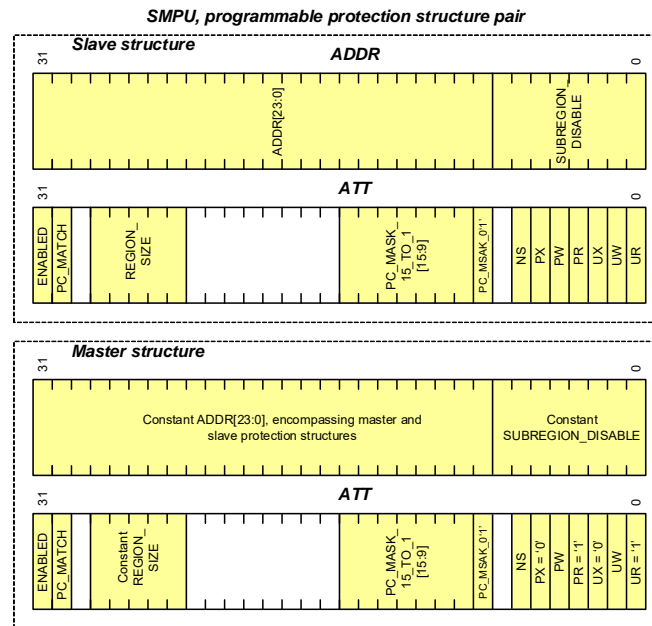 SMPU, programmable protection structure pair
Slave structure
ADDR
31
0
ADDR[23:0]
SUBREGION_
DISABLE
ATT
31
0
ENABLED
PC_MATCH
REGION_
SIZE
PC_MASK_
15_TO_1
[15:9]
PC_MSAK_0'1'
NS
PX
PW
PR
UX
UW
UR
Master structure
31
0
Constant ADDR[23:0], encompassing master and
slave protection structures
Constant
SUBREGION_DISABLE
ATT
31
0
ENABLED
PC_MATCH
Constant
REGION_
SIZE
PC_MASK_
15_TO_1
[15:9]
PC_MSAK_0'1'
NS
PX = '0'
PW
PR = '1'
UX = '0'
UW
UR = '1'